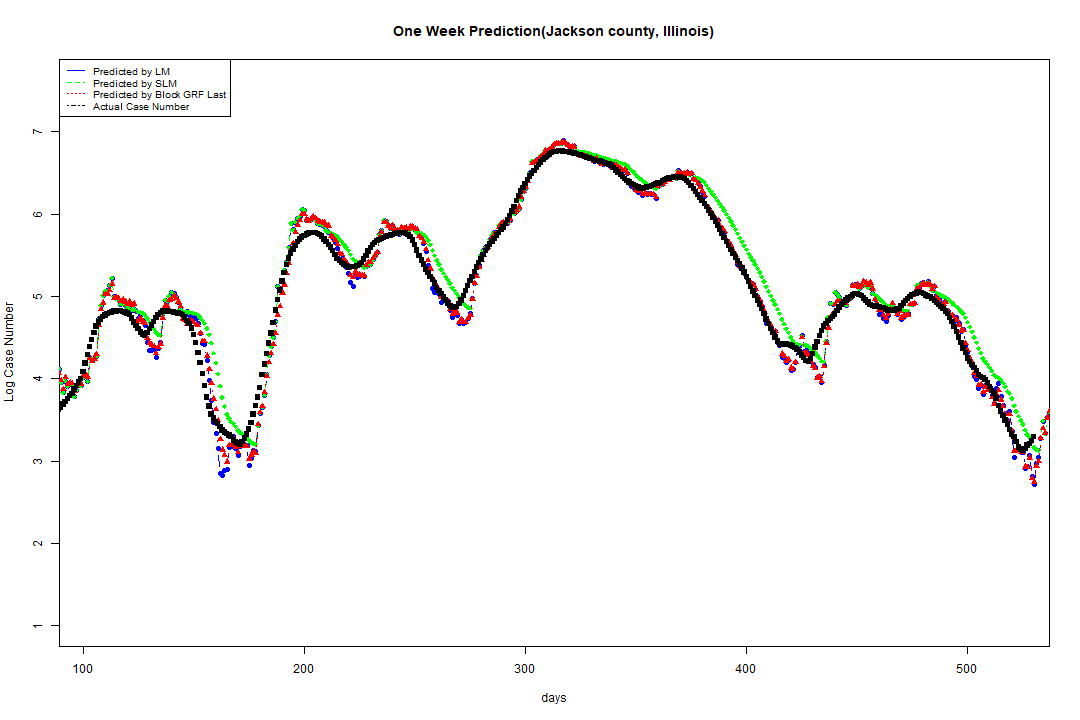 One Week Prediction(Jackson county, Illinois)
Predicted by LM
Predicted by SLM
Predicted by Block GRF Last
Actual Case Number
7
6
5
4
3
2
1
Log Case Number
100 200 300 400 500
days